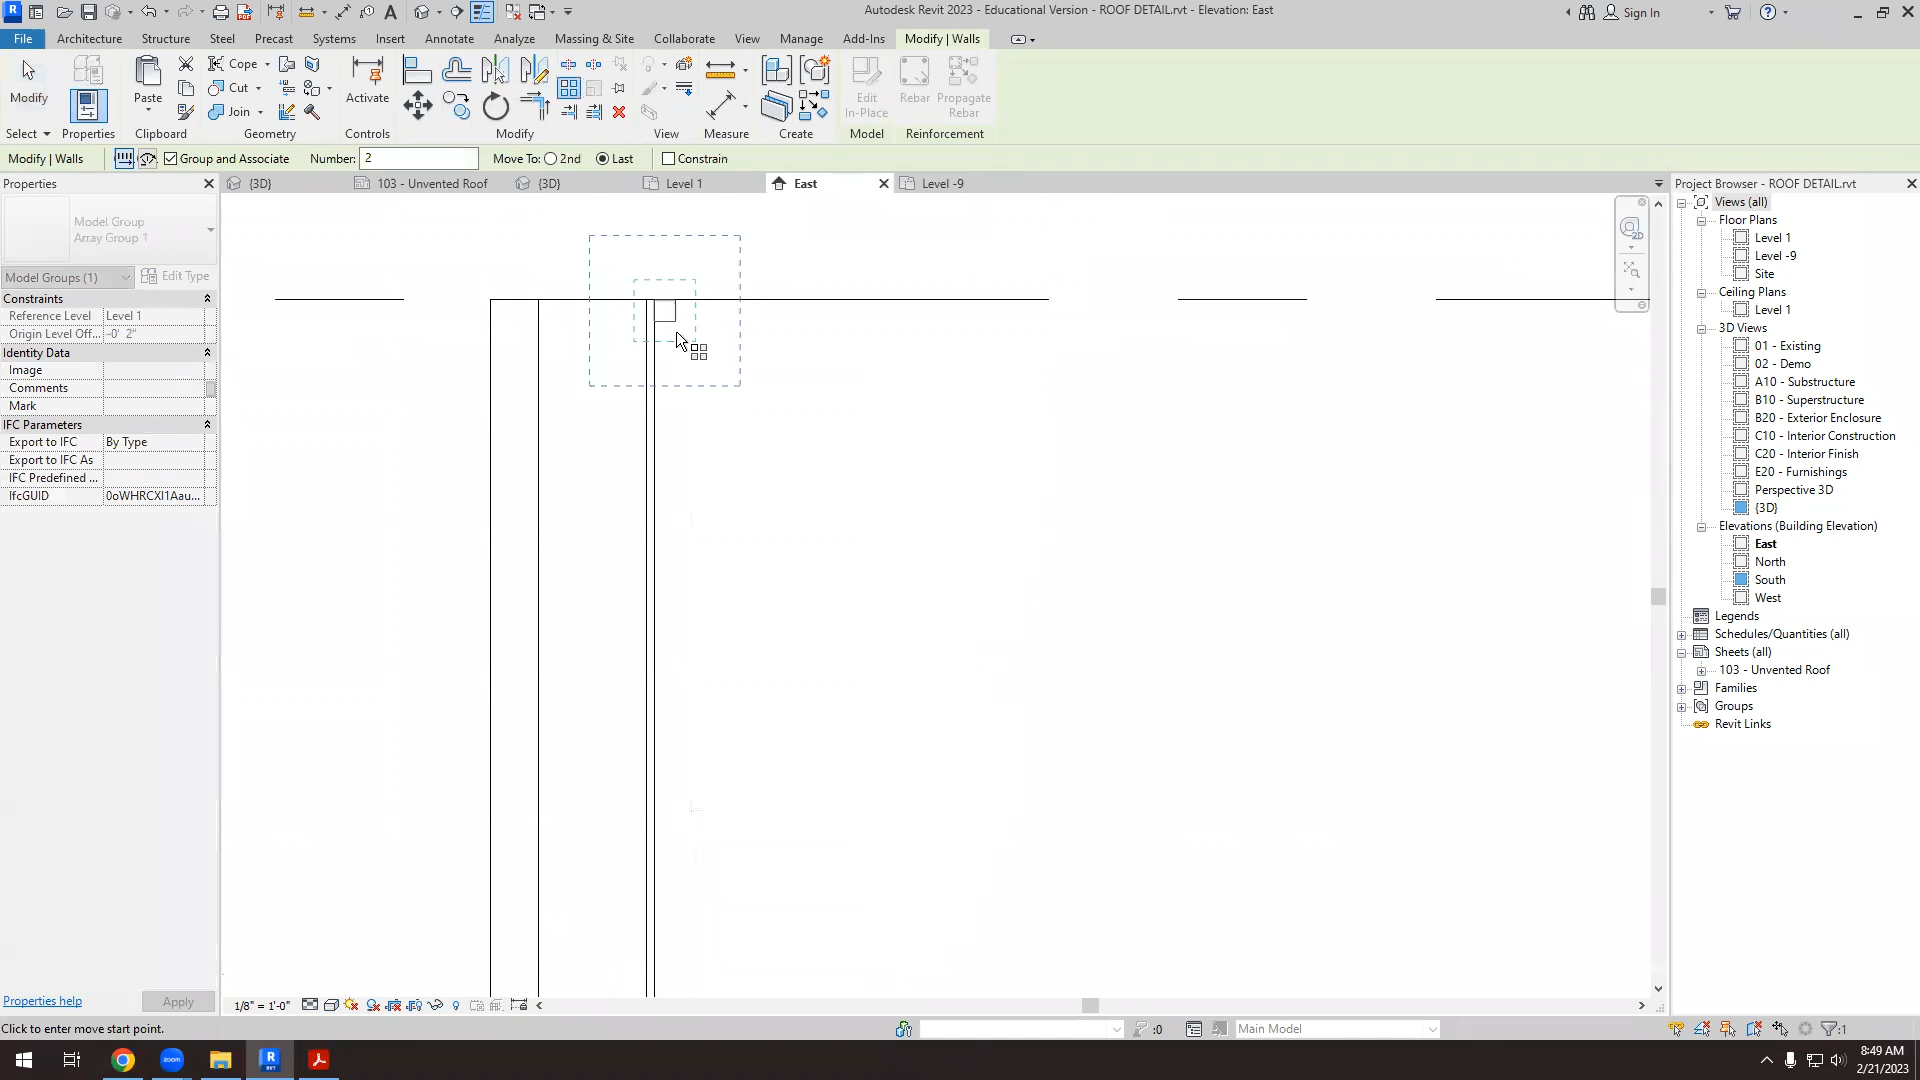 Autodesk Revit 2023 - Educational Version - ROOF DETAIL.rvt - Elevation: East
Sign In
File
Architecture
Structure
Steel
Precast
Systems
Insert
Annotate
Analyze
Massing & Site
Collaborate
View
Manage
Add-Ins
Modify | Walls
Modify
Paste
Cope
Cut
Join
Activate
Edit
In-Place
Rebar
Propagate
Rebar
Select
Properties
Clipboard
Geometry
Controls
Modify
View
Measure
Create
Model
Reinforcement
Modify | Walls
Group and Associate
Number:
2
Move To:
2nd
Last
Constrain
Properties
{3D}
103 - Unvented Roof
{3D}
Level 1
East
Level -9
Project Browser - ROOF DETAIL.rvt
Model Group
Array Group 1
Model Groups (1)
Edit Type
Constraints
Reference Level
Level 1
Origin Level Off...
-0' 2"
Identity Data
Image
Comments
Mark
IFC Parameters
Export to IFC
By Type
Export to IFC As
IFC Predefined ...
IfcGUID
0oWHRCXI1Aau...
2D
Views (all)
Floor Plans
Level 1
Level -9
Site
Ceiling Plans
Level 1
3D Views
01 - Existing
02 - Demo
A10 - Substructure
B10 - Superstructure
B20 - Exterior Enclosure
C10 - Interior Construction
C20 - Interior Finish
E20 - Furnishings
Perspective 3D
{3D}
Elevations (Building Elevation)
East
North
South
West
Legends
Schedules/Quantities (all)
Sheets (all)
103 - Unvented Roof
Families
Groups
Revit Links
Properties help
Apply
1/8" = 1'-0"
Click to enter move start point.
:0
Main Model
:1
zoom
8:49 AM
2/21/2023